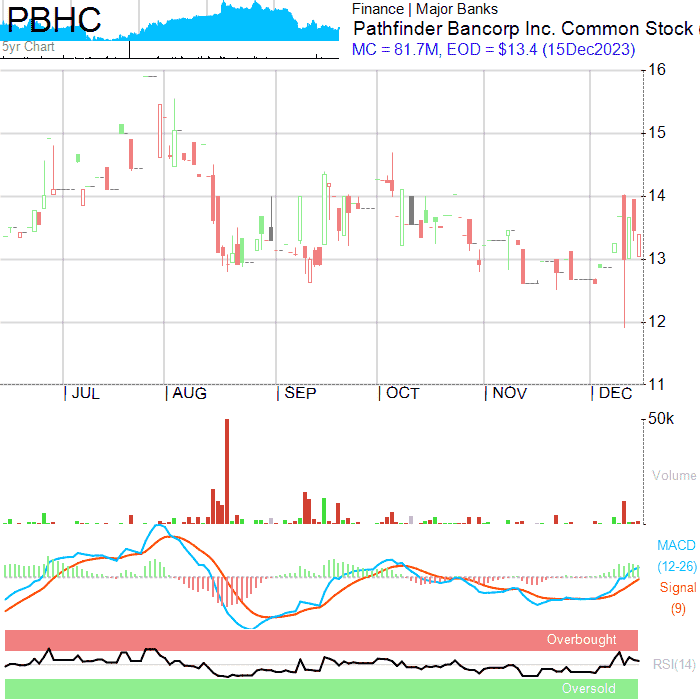 PBHC
5yr Chart
Finance | Major Banks
Pathfinder Bancorp Inc. Common Stock
MC = 81.7M, EOD = $13.4 (15Dec2023)
16
15
14
13
12
11
JUL
AUG
SEP
OCT
NOV
DEC
50k
Volume
MACD
(12-26)
Signal
(9)
Overbought
RSI(14)
Oversold